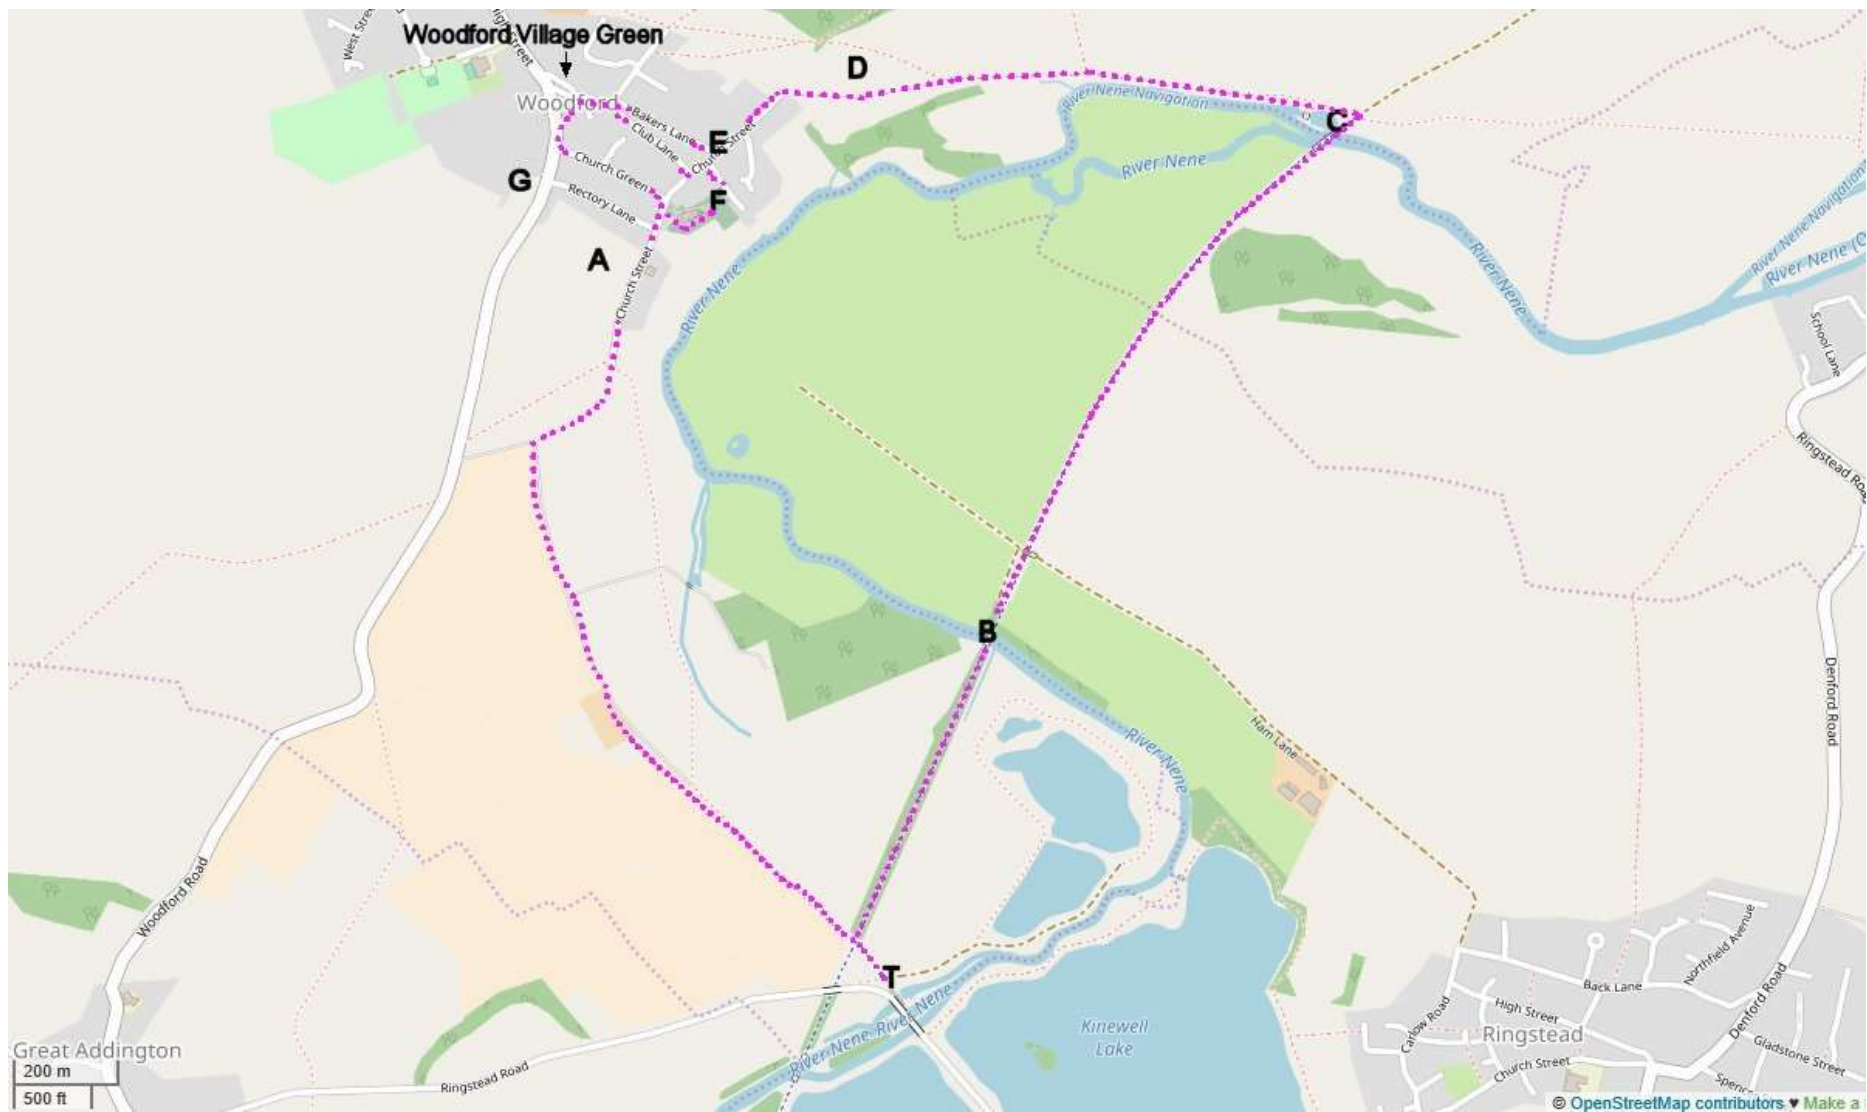 Woodford Village Green
West Stree
High Street
Woodford
D
Bakers Lane
Club Lane
E
Church Street
River Nene Navigation
C
Church Green
G
River Nene
F
Rectory Lane
A
River Nene
Church Street
River Nene
River Nene Navigation
River Nene (O
School Lane
Ringstead Roa
B
Denford Road
Ham Lane
River Nene
Woodford Road
T
River Nene
River Nene
Northfield Avenue
Back Lane
High Street
Carlow Road
Denford Road
Kinewell
Lake
Ringstead
Great Addington
Gladstone Street
Church Street
Spenc
200 m
Ringstead Road
500 ft
© OpenStreetMap contributors ♥ Make a